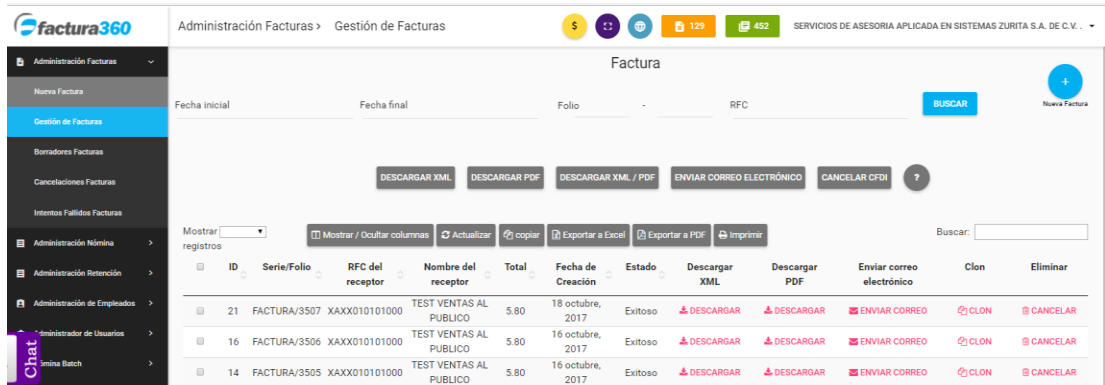 factura360
Administración Facturas > Gestión de Facturas
$
129
452
SERVICIOS DE ASESORIA APLICADA EN SISTEMAS ZURITA S.A. DE C.V. .
Administración Facturas
Nueva Factura
Gestión de Facturas
Borradores Facturas
Cancelaciones Facturas
Intentos Fallidos Facturas
Administración Nómina >
Administración Retención >
Administración de Empleados >
dministrador de Usuarios >
ómina Batch >
Chat
Factura
+
Nueva Factura
Fecha inicial Fecha final Folio - RFC BUSCAR
DESCARGAR XML DESCARGAR PDF DESCARGAR XML / PDF ENVIAR CORREO ELECTRÓNICO CANCELAR CFDI ?
Mostrar
registros
Mostrar / Ocultar columnas Actualizar copiar Exportar a Excel Exportar a PDF Imprimir
Buscar:
ID Serie/Folio RFC del receptor Nombre del receptor Total Fecha de Creación Estado Descargar XML Descargar PDF Enviar correo electrónico Clon Eliminar
21 FACTURA/3507 XAXX010101000 TEST VENTAS AL PUBLICO 5.80 18 octubre, 2017 Exitoso DESCARGAR DESCARGAR ENVIAR CORREO CLON CANCELAR
16 FACTURA/3506 XAXX010101000 TEST VENTAS AL PUBLICO 5.80 16 octubre, 2017 Exitoso DESCARGAR DESCARGAR ENVIAR CORREO CLON CANCELAR
14 FACTURA/3505 XAXX010101000 TEST VENTAS AL PUBLICO 5.80 16 octubre, 2017 Exitoso DESCARGAR DESCARGAR ENVIAR CORREO CLON CANCELAR